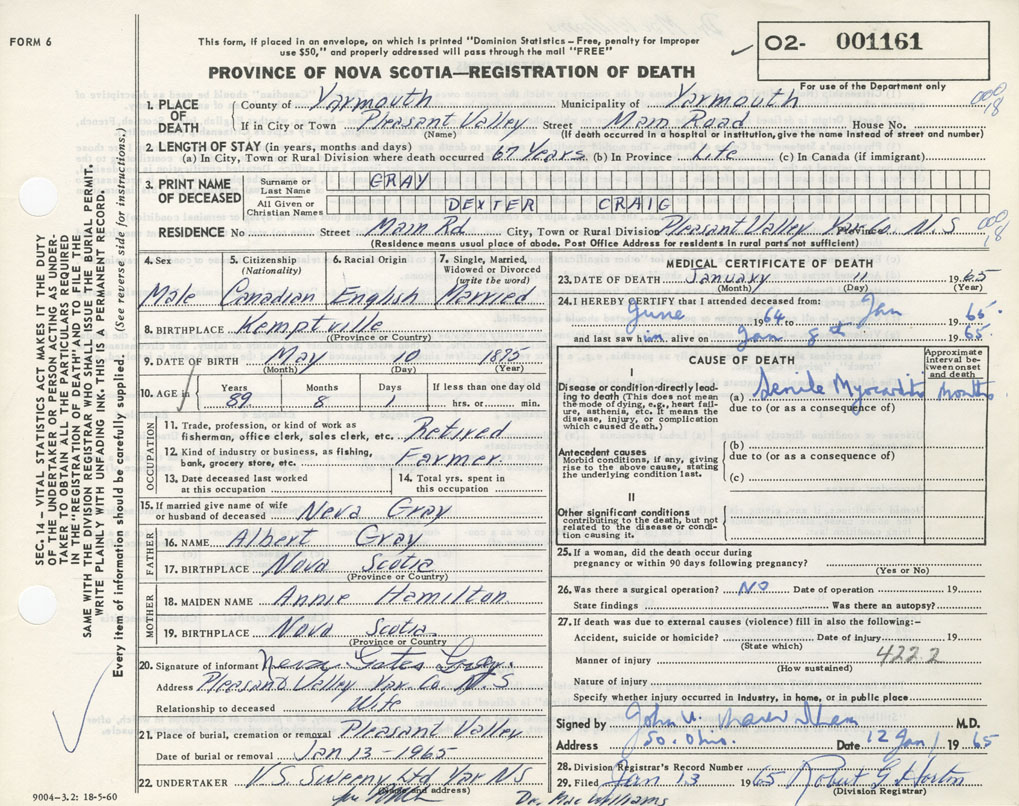 FORM 6
This form, if placed in an envelope, on which is printed "Dominion Statistics—Free, penalty for improper
use $50," and properly addressed will pass through the mail "FREE"
O2- 001161
For use of the Department only
PROVINCE OF NOVA SCOTIA—REGISTRATION OF DEATH
000
18
1. PLACE OF DEATH
County of Yarmouth Municipality of Yarmouth
If in City or Town Pleasant Valley Street Main Road House No.
(Name) (If death occurred in a hospital or institution, give the name instead of street and number)
2. LENGTH OF STAY (in years, months and days)
(a) In City, Town or Rural Division where death occurred 67 Years (b) In Province Life (c) In Canada (if immigrant)
3. PRINT NAME OF DECEASED
Surname or Last Name GRAY
All Given or Christian Names DEXTER CRAIG
RESIDENCE No Street Main Rd City, Town or Rural Division Pleasant Valley Yar. Co. N.S
(Residence means usual place of abode. Post Office Address for residents in rural parts not sufficient)
000
18
4. Sex Male
5. Citizenship (Nationality) Canadian
6. Racial Origin English
7. Single, Married, Widowed or Divorced (write the word) Married
8. BIRTHPLACE Kemptville
(Province or Country)
9. DATE OF BIRTH May 10 1875
(Month) (Day) (Year)
10. AGE in Years 89 Months 8 Days 1 If less than one day old hrs. or min.
OCCUPATION
11. Trade, profession, or kind of work as fisherman, office clerk, sales clerk, etc. Retired
12. Kind of industry or business, as fishing, bank, grocery store, etc. Farmer
13. Date deceased last worked at this occupation
14. Total yrs. spent in this occupation
15. If married give name of wife or husband of deceased Neva Gray
FATHER
16. NAME Albert Gray
17. BIRTHPLACE Nova Scotia
(Province or Country)
MOTHER
18. MAIDEN NAME Annie Hamilton
19. BIRTHPLACE Nova Scotia
(Province or Country)
20. Signature of informant Neva Gates Gray.
Address Pleasant Valley Yar. Co. N.S
Relationship to deceased Wife
21. Place of burial, cremation or removal Pleasant Valley
Date of burial or removal Jan 13 - 1965
22. UNDERTAKER V.S. Sweeny Ltd Yar NS
(Name and address)
Dr. MacWilliams
9004-3.2: 18-5-60
MEDICAL CERTIFICATE OF DEATH
23. DATE OF DEATH January 11 1965
(Month) (Day) (Year)
24. I HEREBY CERTIFY that I attended deceased from:
June 1964 to Jan 1965.
and last saw him alive on Jan 8th 1965.
CAUSE OF DEATH
Approximate interval between onset and death
I
Disease or condition directly leading to death (This does not mean the mode of dying, e.g., heart failure, asthenia, etc. It means the disease, injury, or complication which caused death.)
(a) Senile Myocarditis months
due to (or as a consequence of)
Antecedent causes
Morbid conditions, if any, giving rise to the above cause, stating the underlying condition last.
(b)
due to (or as a consequence of)
(c)
II
Other significant conditions contributing to the death, but not related to the disease or condition causing it.
25. If a woman, did the death occur during pregnancy or within 90 days following pregnancy?
(Yes or No)
26. Was there a surgical operation? NO Date of operation 19
State findings Was there an autopsy?
27. If death was due to external causes (violence) fill in also the following:—
Accident, suicide or homicide? Date of injury 19
(State which)
Manner of injury 422 2
(How sustained)
Nature of injury
Specify whether injury occurred in industry, in home, or in public place
Signed by John M.D.
Address So. Ohio. Date 12 Jan 1965
28. Division Registrar's Record Number
29. Filed Jan 13 1965 Robert G Horton
(Division Registrar)
SEC. 14—VITAL STATISTICS ACT MAKES IT THE DUTY
OF THE UNDERTAKER OR PERSON ACTING AS UNDER-
TAKER TO OBTAIN ALL THE PARTICULARS REQUIRED
IN THE "REGISTRATION OF DEATH" AND TO FILE THE
SAME WITH THE DIVISION REGISTRAR WHO SHALL ISSUE THE BURIAL PERMIT.
WRITE PLAINLY WITH UNFADING INK. THIS IS A PERMANENT RECORD.
Every item of information should be carefully supplied. (See reverse side for instructions.)